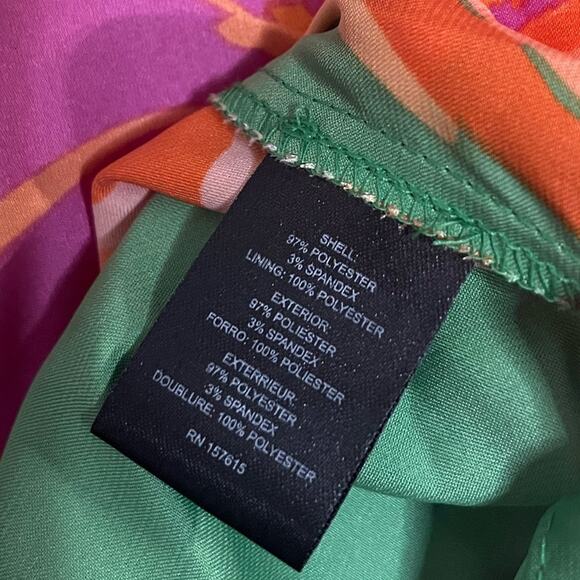 SHELL:
97% POLYESTER
3% SPANDEX
LINING: 100% POLYESTER
EXTERIOR:
97% POLIESTER
3% SPANDEX
FORRO: 100% POLIESTER
EXTERRIEUR:
97% POLYESTER
3% SPANDEX
DOUBLURE: 100% POLYESTER
RN 157615